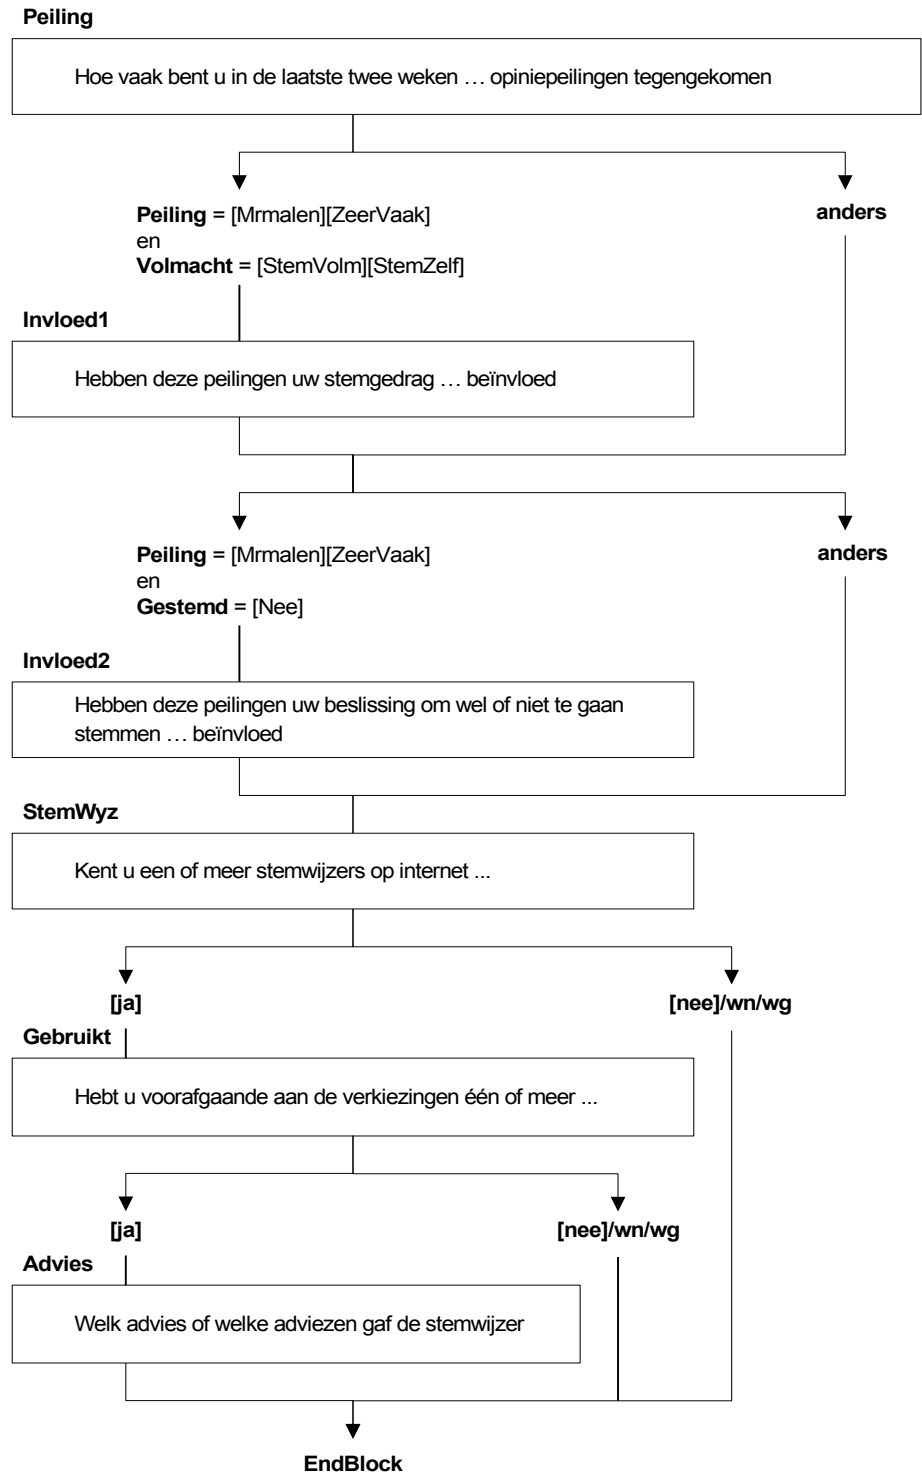 Peiling
Hoe vaak bent u in de laatste twee weken … opiniepeilingen tegengekomen
Peiling = [Mrmalen][ZeerVaak]
en
Volmacht = [StemVolm][StemZelf]
anders
Invloed1
Hebben deze peilingen uw stemgedrag … beïnvloed
Peiling = [Mrmalen][ZeerVaak]
en
Gestemd = [Nee]
anders
Invloed2
Hebben deze peilingen uw beslissing om wel of niet te gaan
stemmen … beïnvloed
StemWyz
Kent u een of meer stemwijzers op internet ...
[ja]
[nee]/wn/wg
Gebruikt
Hebt u voorafgaande aan de verkiezingen één of meer ...
[ja]
[nee]/wn/wg
Advies
Welk advies of welke adviezen gaf de stemwijzer
EndBlock